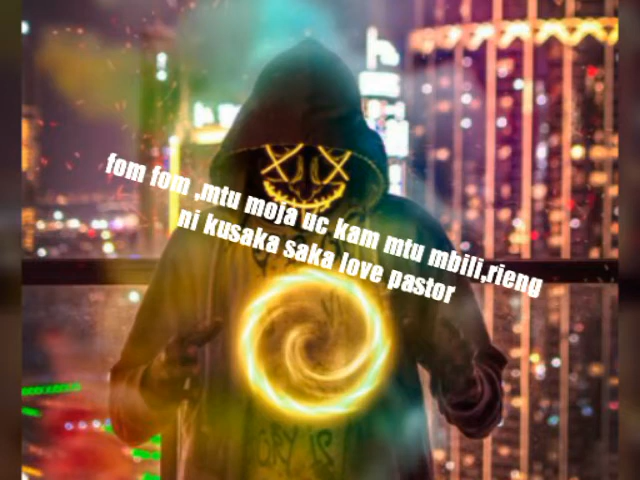 fom fom ,mtu moja uc kam mtu mbili,rieng
ni kusaka saka love pastor